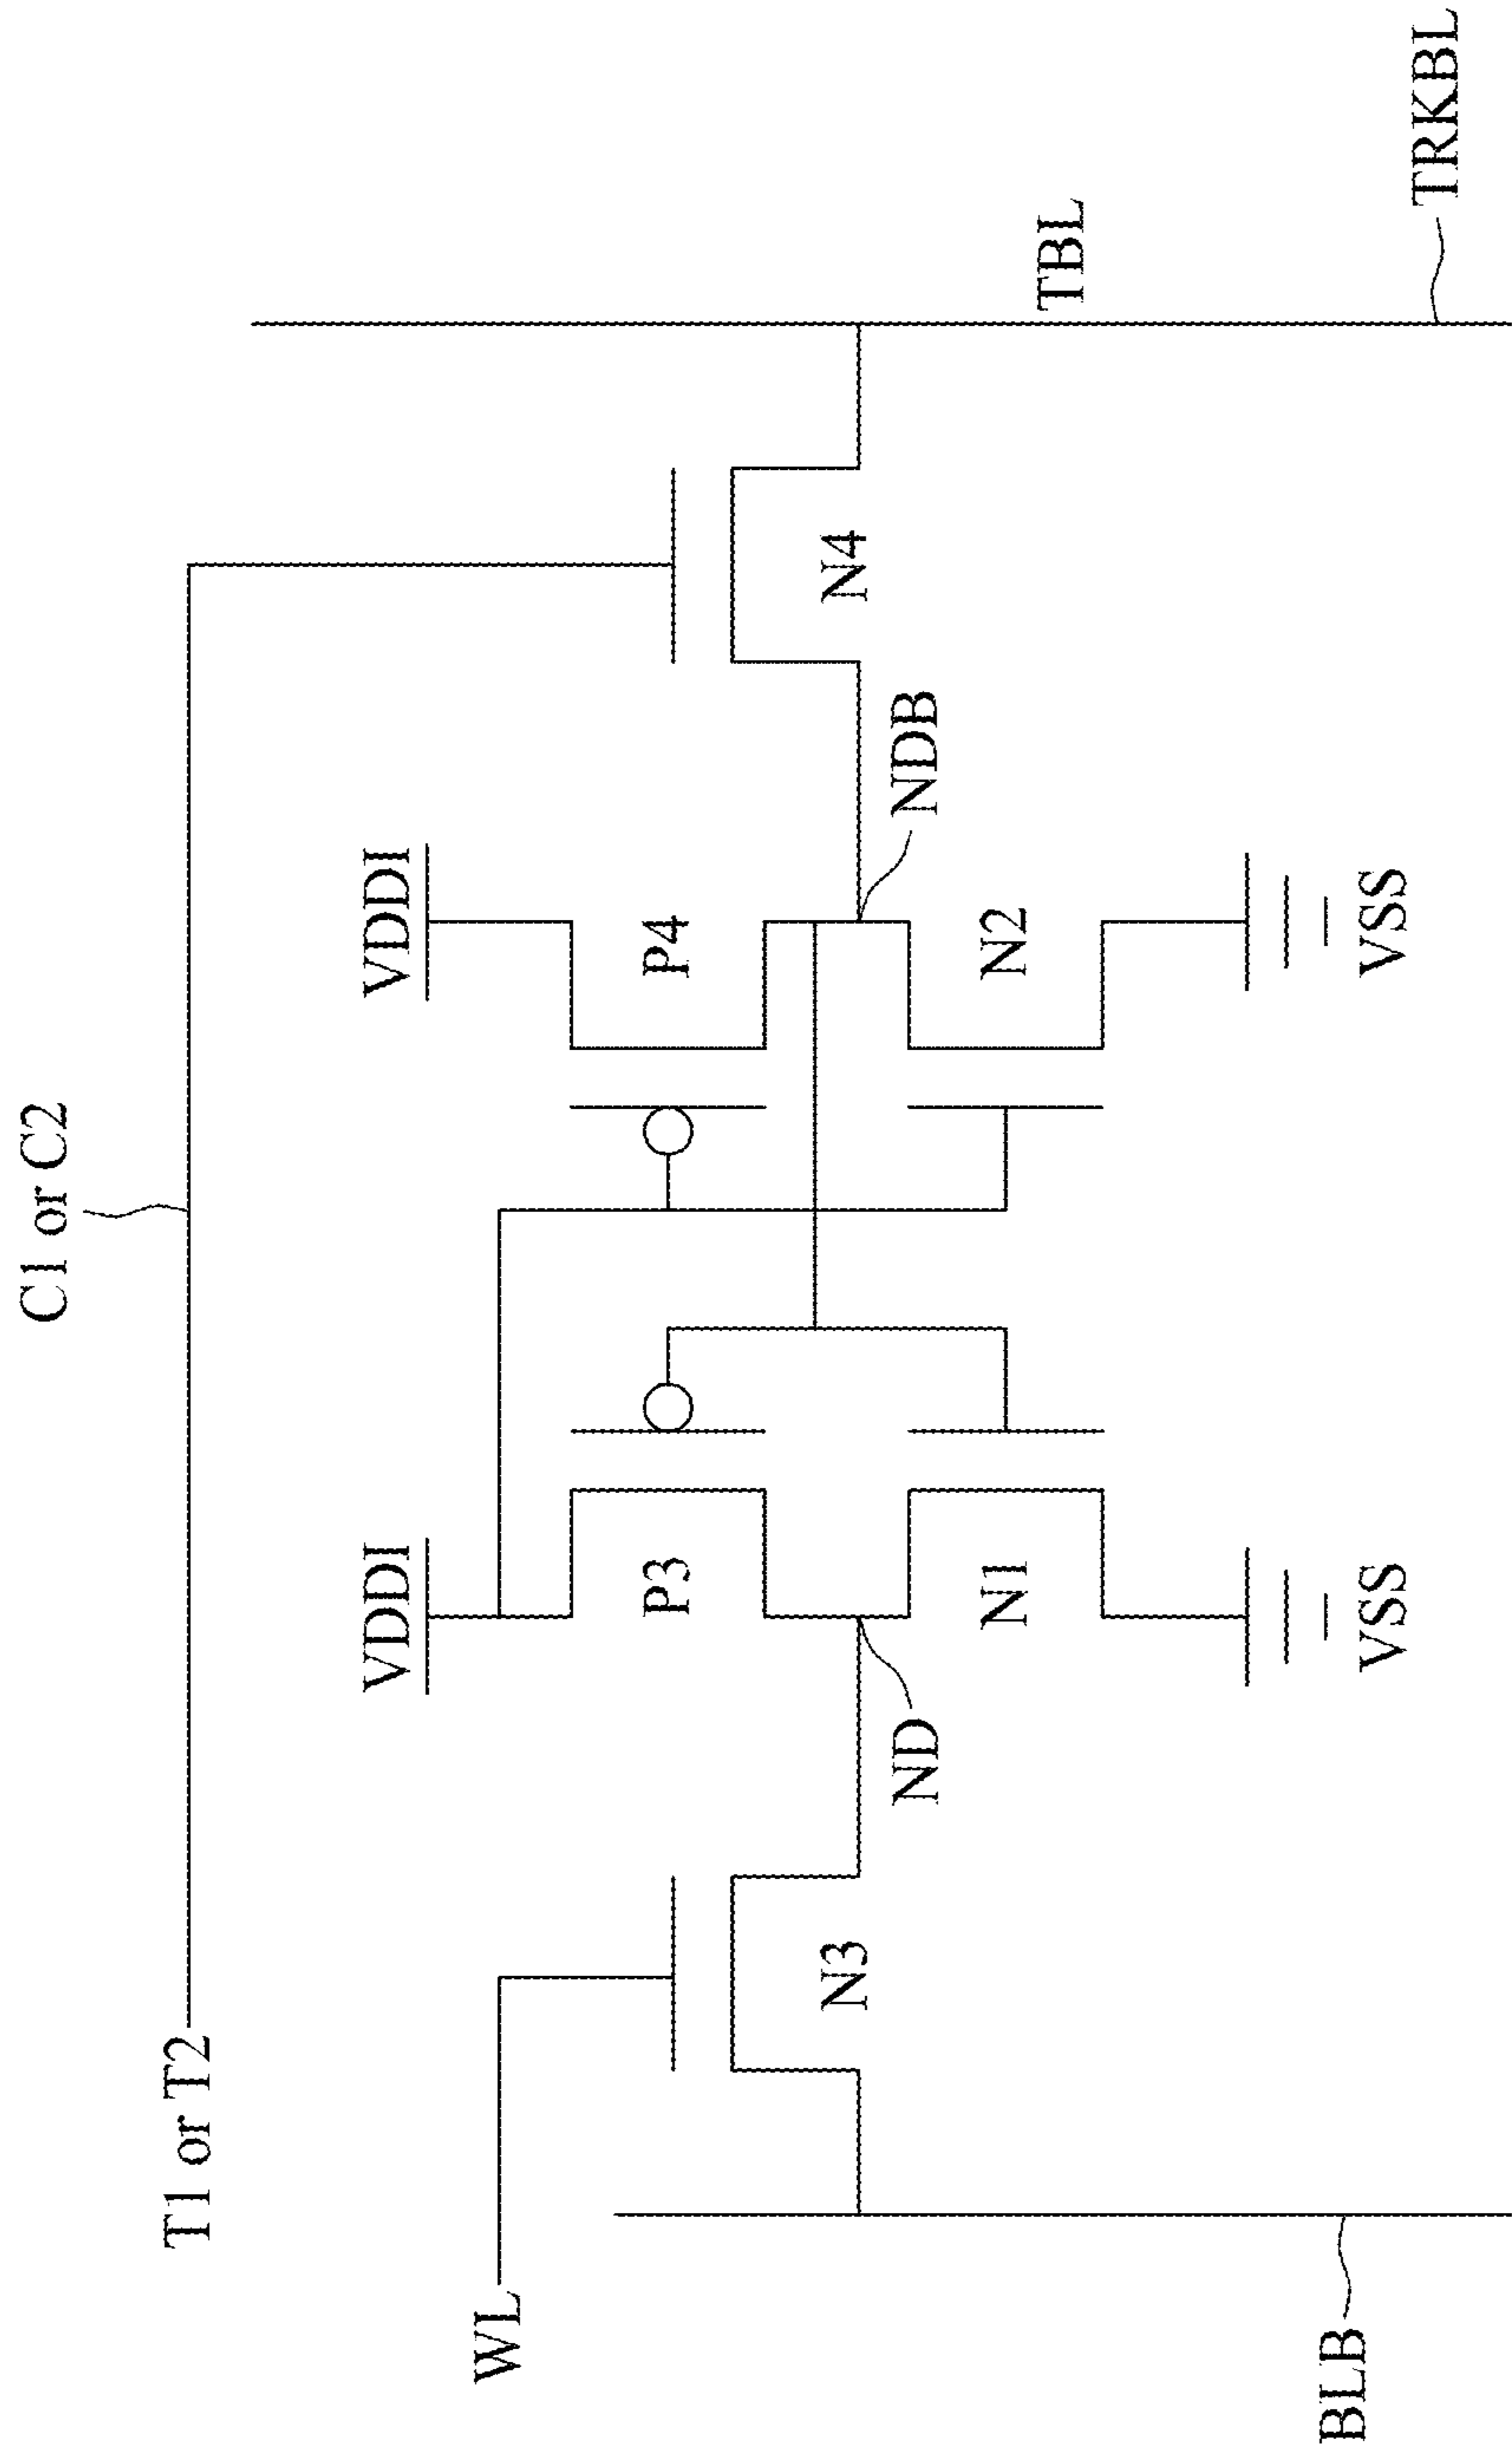 C1 or C2
T1 or T2
WL
VDDI
VDDI
P3
P4
N3
N4
ND
NDB
N1
N2
TBL
BLB
VSS
VSS
TRKBL